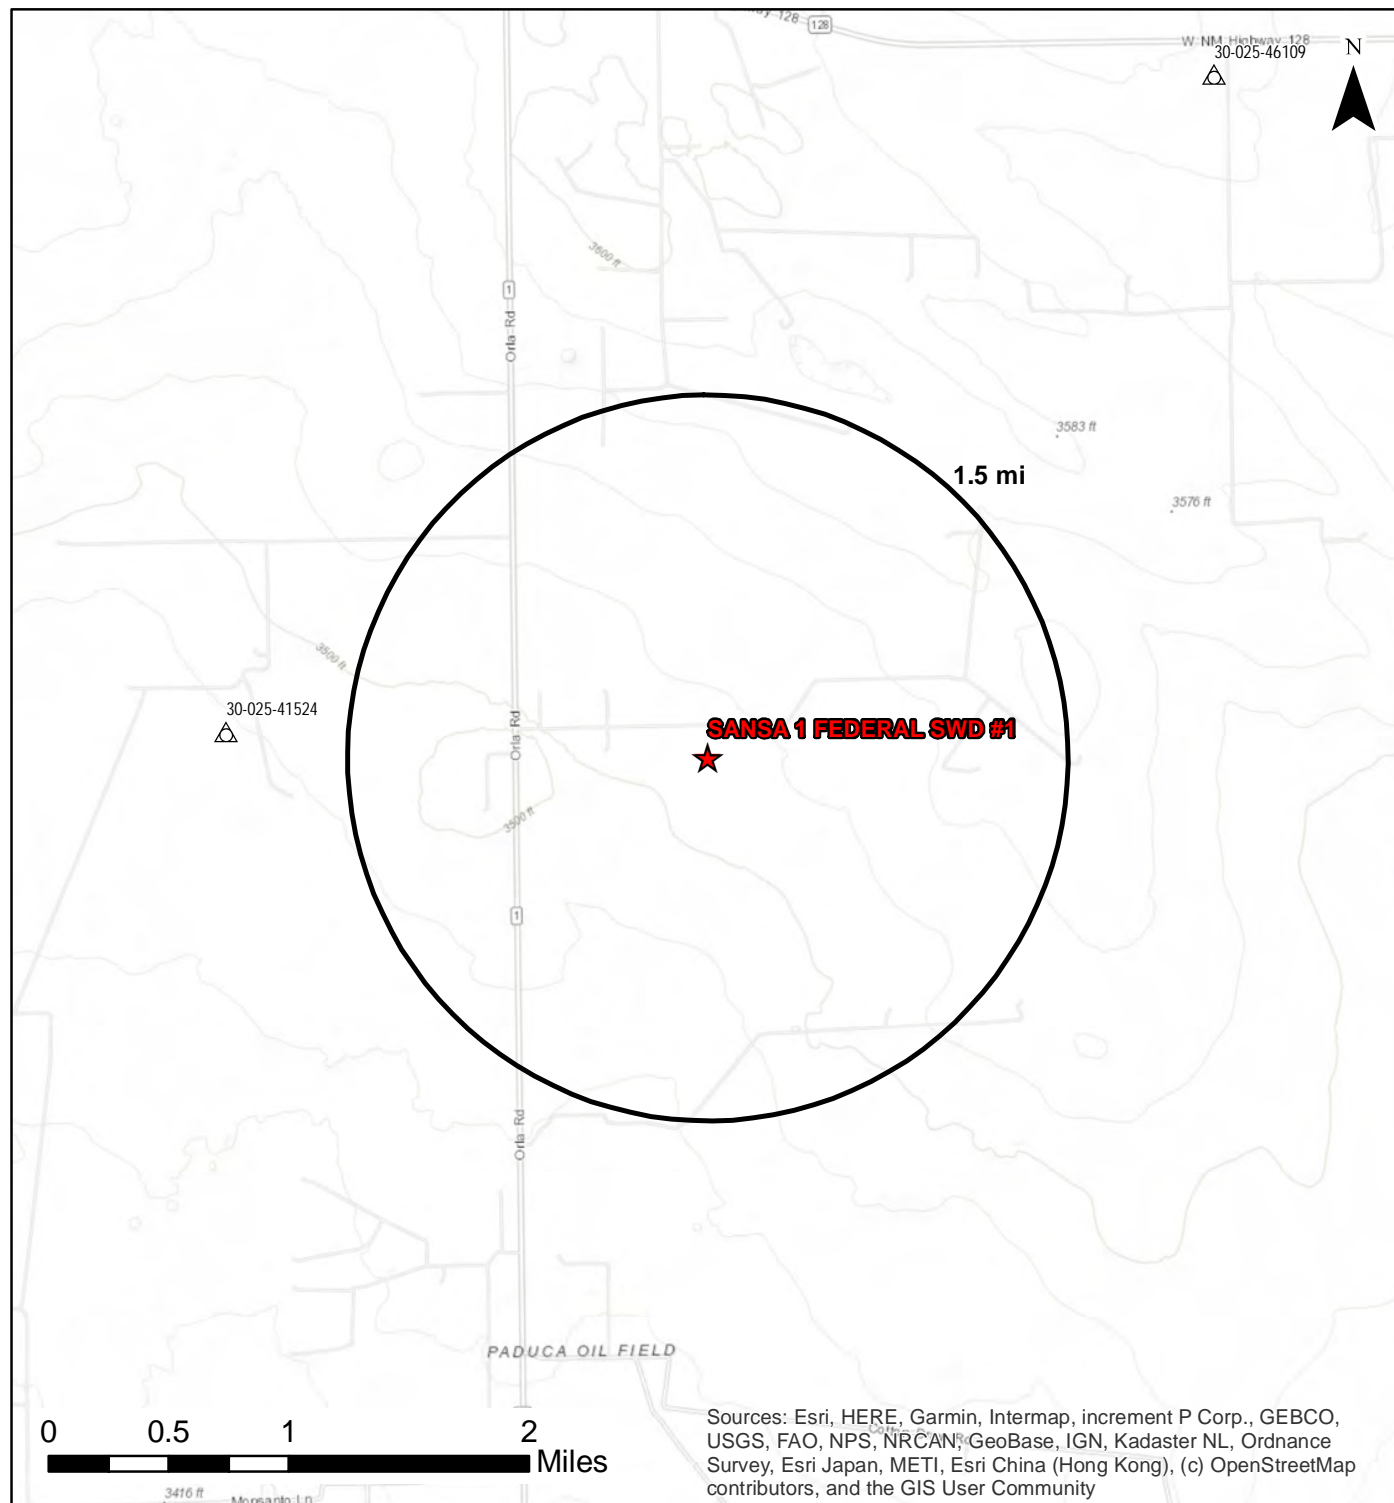 Highway 128
128
W NM Highway 128
30-025-46109
N
3600 ft
1
Orla Rd
3583 ft
1.5 mi
3576 ft
3500 ft
30-025-41524
Orla Rd
SANSA 1 FEDERAL SWD #1
3500 ft
1
Orla Rd
PADUCA OIL FIELD
0 0.5 1 2
Miles
Sources: Esri, HERE, Garmin, Intermap, increment P Corp., GEBCO,
USGS, FAO, NPS, NRCAN, GeoBase, IGN, Kadaster NL, Ordnance
Survey, Esri Japan, METI, Esri China (Hong Kong), (c) OpenStreetMap
contributors, and the GIS User Community
3416 ft
Monsanto Ln